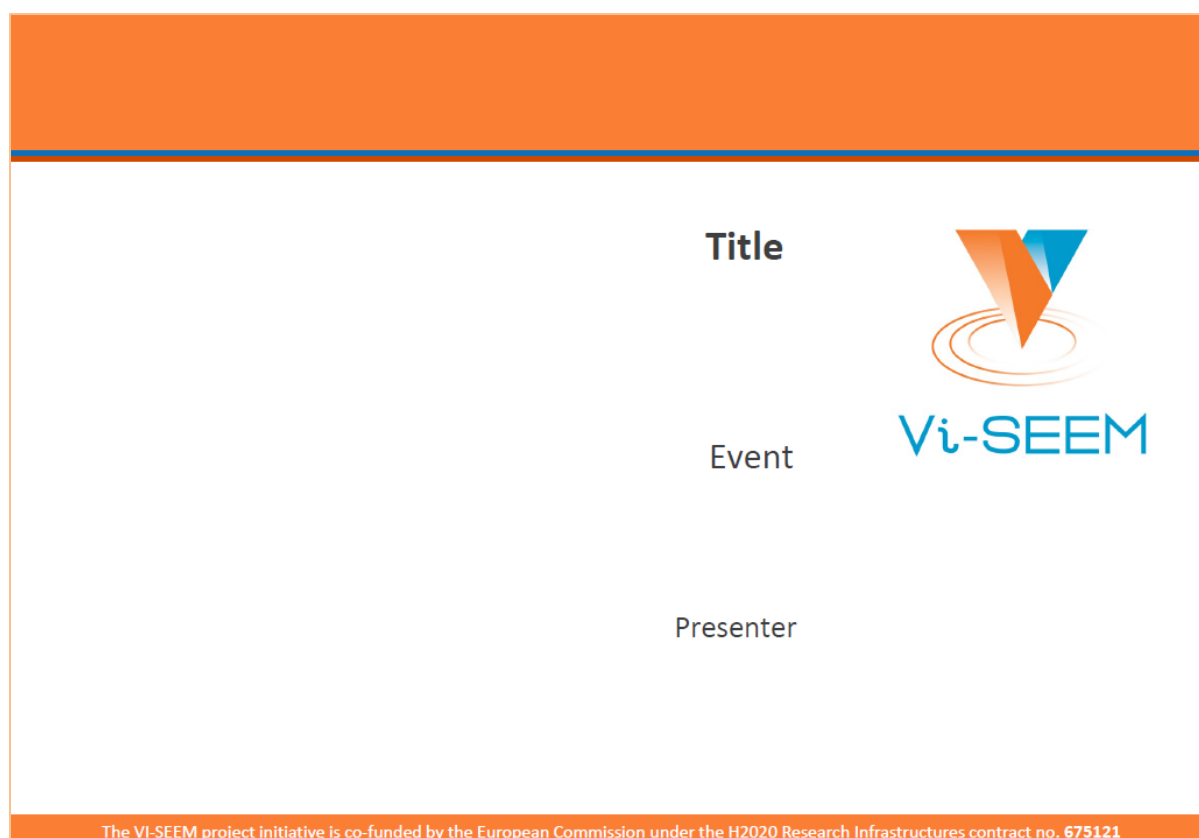 Title
Vi-SEEM
Event
Presenter
The VI-SEEM project initiative is co-funded by the European Commission under the H2020 Research Infrastructures contract no. 675121